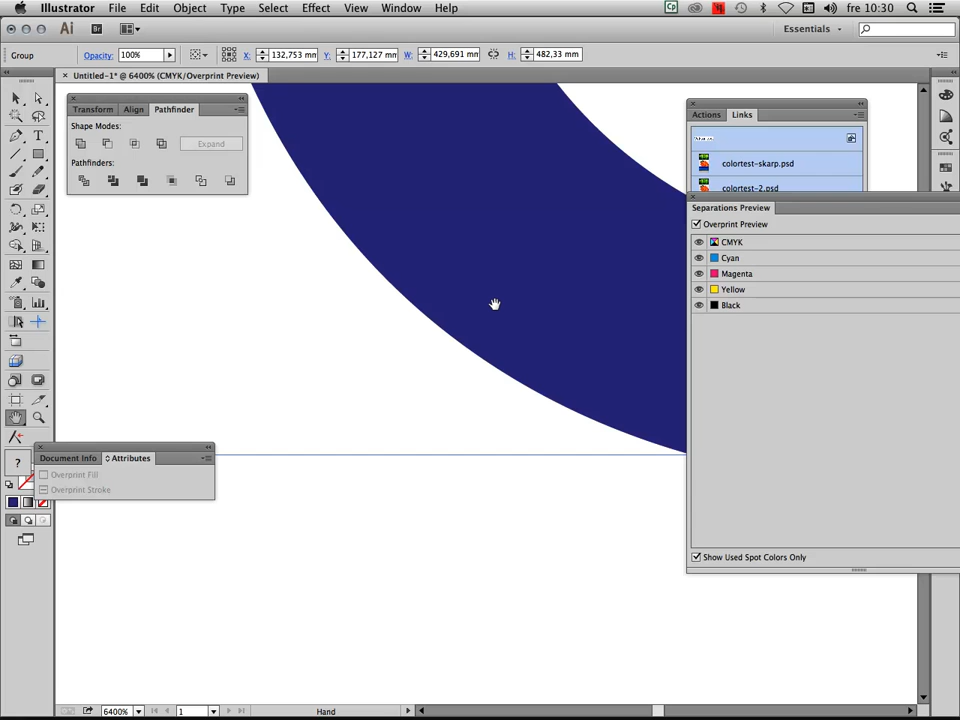 Illustrator File Edit Object Type Select Effect View Window Help
Cp fre 10:30
Ai Br Essentials
Group Opacity: 100% X: 132,753 mm Y: 177,127 mm W: 429,691 mm H: 482,33 mm
Untitled-1* @ 6400% (CMYK/Overprint Preview)
Transform Align Pathfinder
Shape Modes:
Expand
Pathfinders:
Actions Links
colortest-skarp.psd
colortest-2.psd
Separations Preview
Overprint Preview
CMYK
Cyan
Magenta
Yellow
Black
Show Used Spot Colors Only
Document Info Attributes
Overprint Fill
Overprint Stroke
?
T
6400% 1 Hand